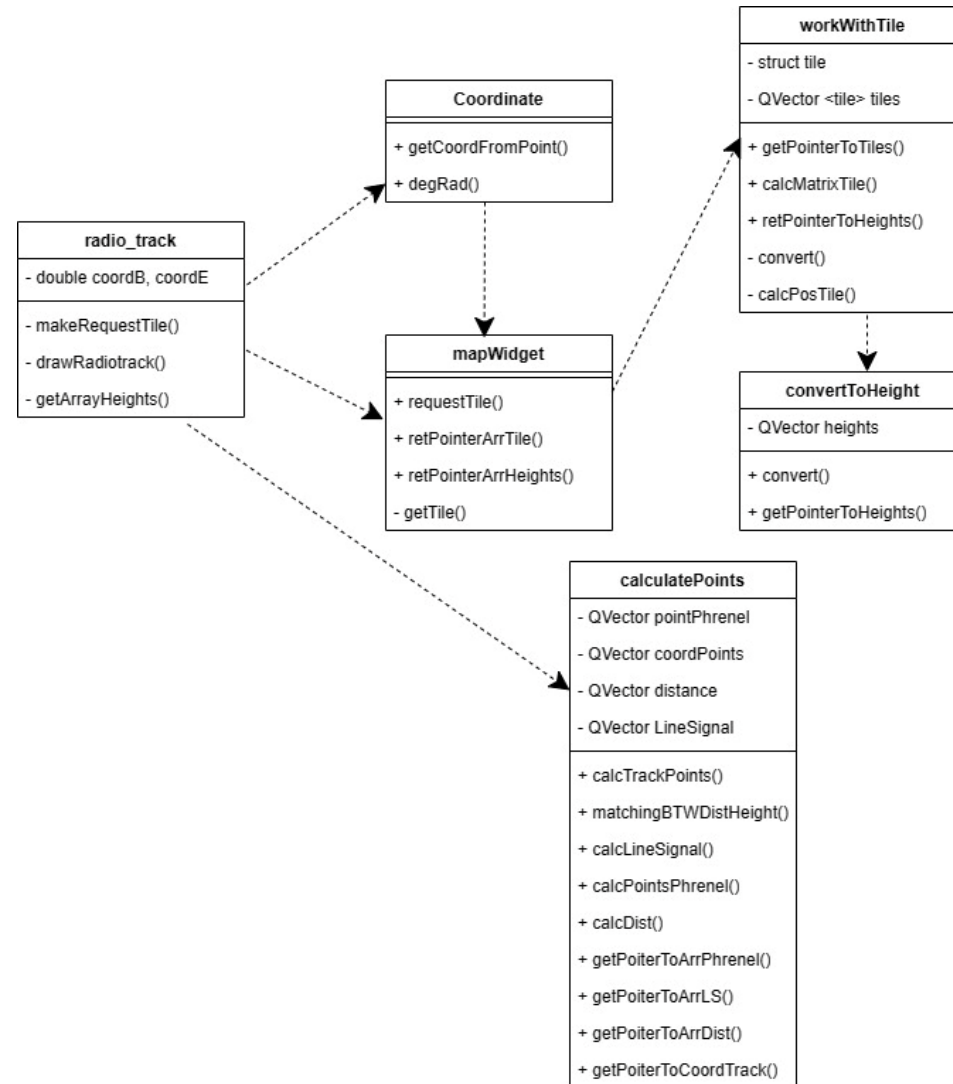 workWithTile
- struct tile
- QVector <tile> tiles
+ getPointerToTiles()
+ calcMatrixTile()
+ retPointerToHeights()
- convert()
- calcPosTile()
Coordinate
+ getCoordFromPoint()
+ degRad()
radio_track
- double coordB, coordE
- makeRequestTile()
- drawRadiotrack()
- getArrayHeights()
mapWidget
+ requestTile()
+ retPointerArrTile()
+ retPointerArrHeights()
- getTile()
convertToHeight
- QVector heights
+ convert()
+ getPointerToHeights()
calculatePoints
- QVector pointPhrenel
- QVector coordPoints
- QVector distance
- QVector LineSignal
+ calcTrackPoints()
+ matchingBTWDistHeight()
+ calcLineSignal()
+ calcPointsPhrenel()
+ calcDist()
+ getPoiterToArrPhrenel()
+ getPoiterToArrLS()
+ getPoiterToArrDist()
+ getPoiterToCoordTrack()